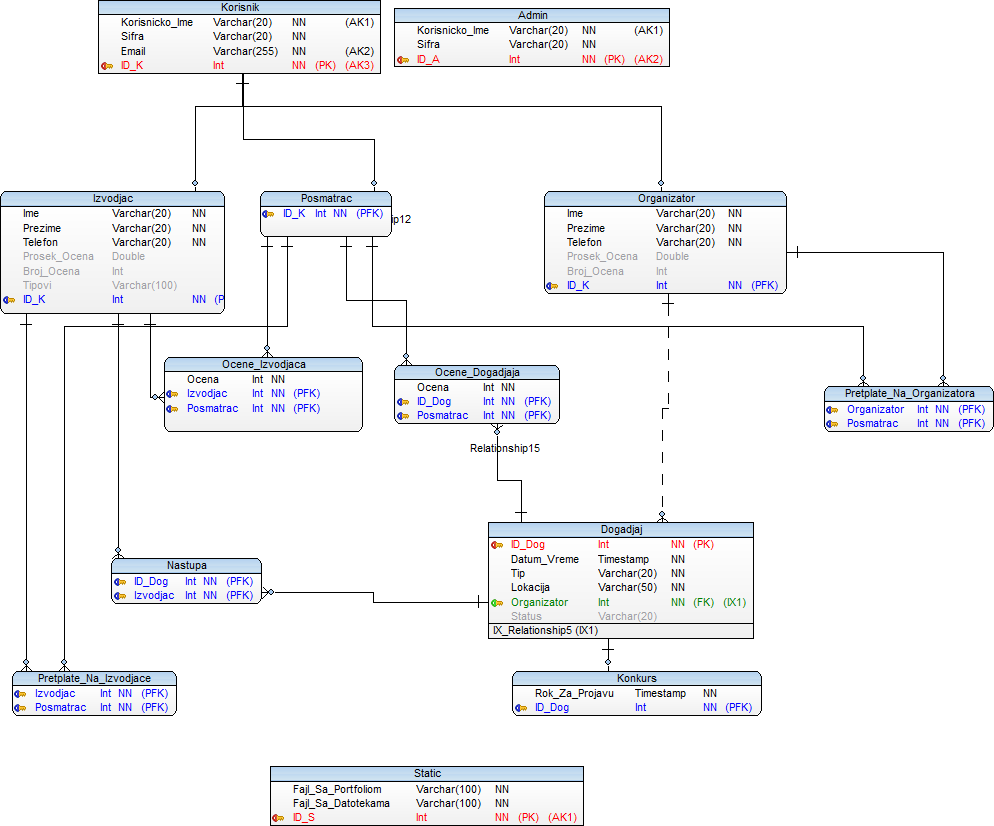 Korisnik
Korisnicko_Ime Varchar(20) NN (AK1)
Sifra Varchar(20) NN
Email Varchar(255) NN (AK2)
ID_K Int NN (PK) (AK3)
Admin
Korisnicko_Ime Varchar(20) NN (AK1)
Sifra Varchar(20) NN
ID_A Int NN (PK) (AK2)
Izvodjac
Ime Varchar(20) NN
Prezime Varchar(20) NN
Telefon Varchar(20) NN
Prosek_Ocena Double
Broj_Ocena Int
Tipovi Varchar(100)
ID_K Int NN (P
Posmatrac
ID_K Int NN (PFK)
ip12
Organizator
Ime Varchar(20) NN
Prezime Varchar(20) NN
Telefon Varchar(20) NN
Prosek_Ocena Double
Broj_Ocena Int
ID_K Int NN (PFK)
Ocene_Izvodjaca
Ocena Int NN
Izvodjac Int NN (PFK)
Posmatrac Int NN (PFK)
Ocene_Dogadjaja
Ocena Int NN
ID_Dog Int NN (PFK)
Posmatrac Int NN (PFK)
Pretplate_Na_Organizatora
Organizator Int NN (PFK)
Posmatrac Int NN (PFK)
Relationship15
Dogadjaj
ID_Dog Int NN (PK)
Datum_Vreme Timestamp NN
Tip Varchar(20) NN
Lokacija Varchar(50) NN
Organizator Int NN (FK) (IX1)
Status Varchar(20)
IX_Relationship5 (IX1)
Nastupa
ID_Dog Int NN (PFK)
Izvodjac Int NN (PFK)
Pretplate_Na_Izvodjace
Izvodjac Int NN (PFK)
Posmatrac Int NN (PFK)
Konkurs
Rok_Za_Projavu Timestamp NN
ID_Dog Int NN (PFK)
Static
Fajl_Sa_Portfoliom Varchar(100) NN
Fajl_Sa_Datotekama Varchar(100) NN
ID_S Int NN (PK) (AK1)